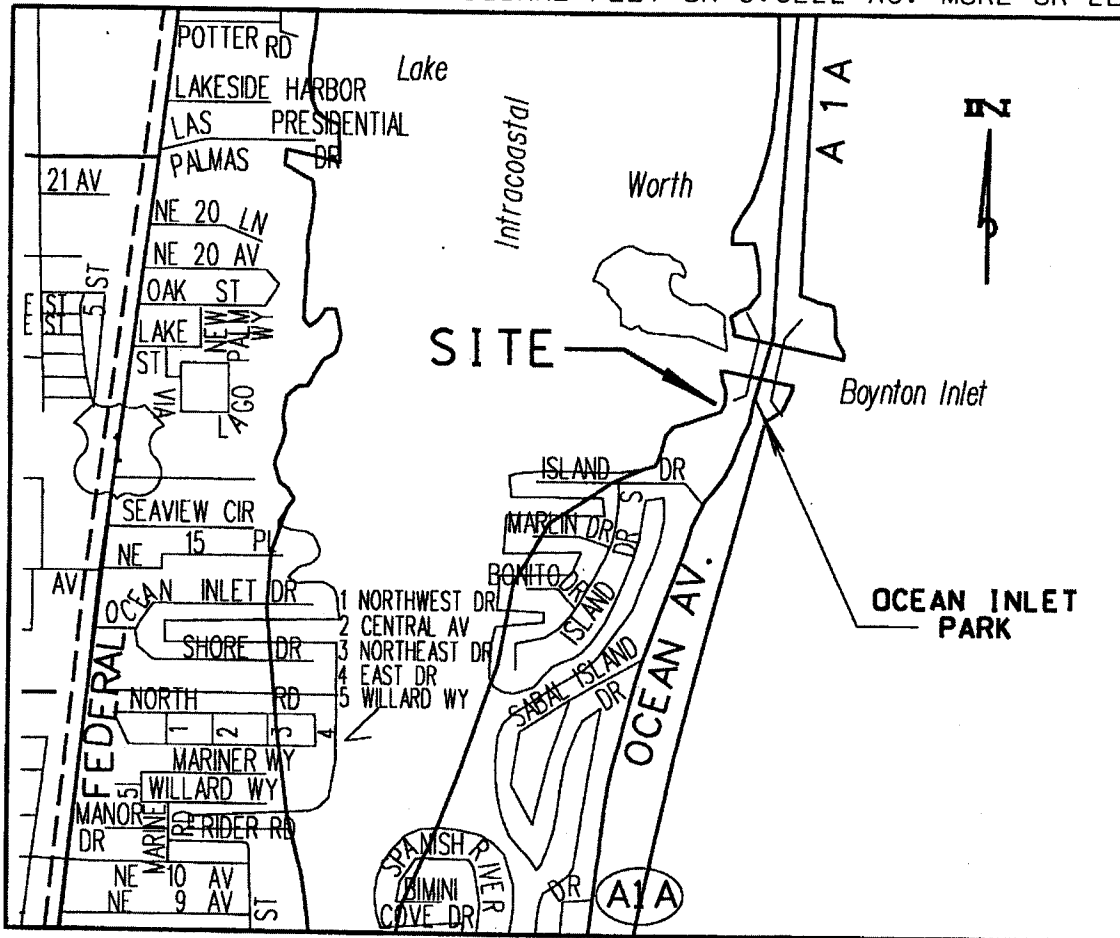 POTTER RD
Lake
A1A
LAKESIDE HARBOR
LAS PRESIDENTIAL
PALMAS DR
Intracoastal
Worth
N
21 AV
NE 20 LN
NE 20 AV
5 ST
OAK ST
E ST
E ST
LAKE
ST
NEW
PALM
WY
VIA
LAGO
SITE
Boynton Inlet
ISLAND DR
SEAVIEW CIR
MARLIN DR
S
DR
NE 15 PL
BONITO DR
ISLAND
AV
OCEAN INLET DR
1 NORTHWEST DR
2 CENTRAL AV
3 NORTHEAST DR
4 EAST DR
5 WILLARD WY
OCEAN INLET
PARK
SHORE DR
SABAL ISLAND
DR
OCEAN AV.
NORTH RD
FEDERAL
1
2
3
4
MARINER WY
5
WILLARD WY
MANOR
DR
MARINE
RD
RIDER RD
SPANISH RIVER
BIMINI
COVE DR
DR
A1A
NE 10 AV
NE 9 AV
ST